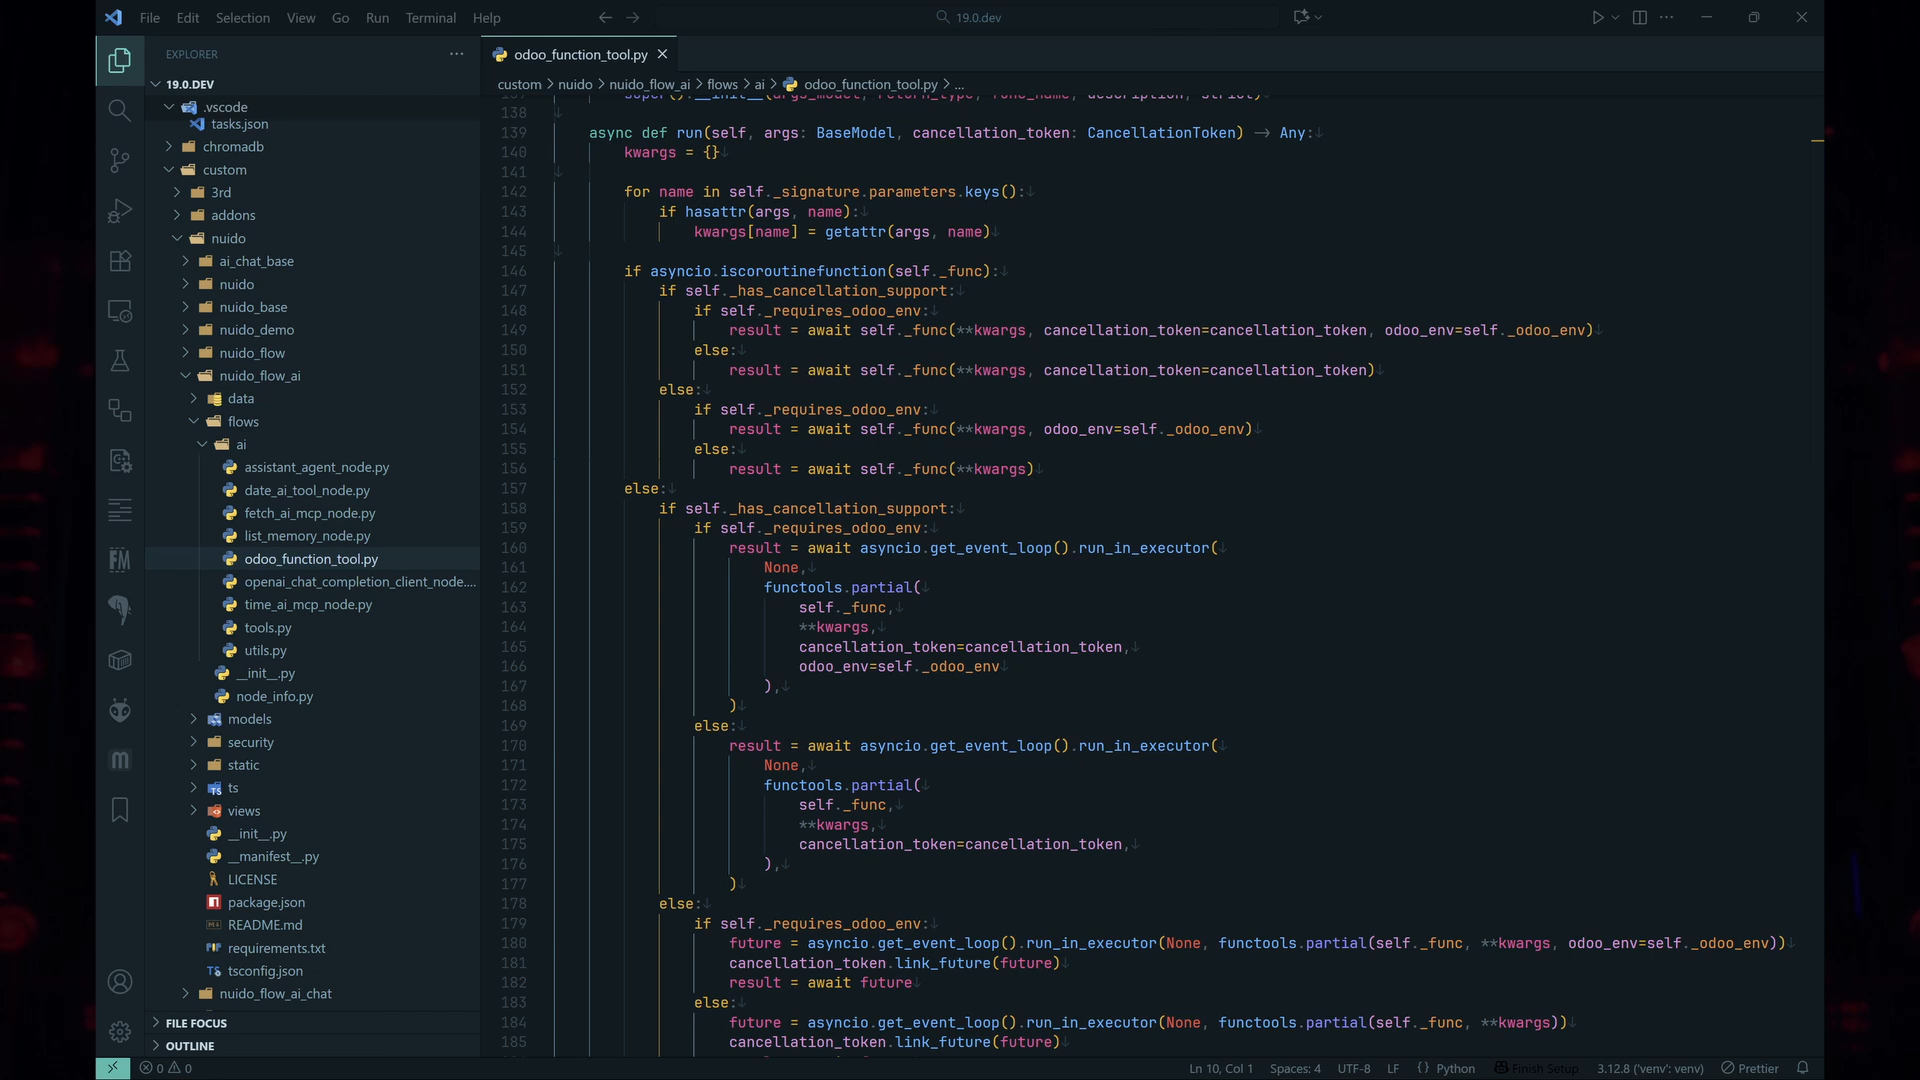 File Edit Selection View Go Run Terminal Help
19.0.dev
EXPLORER
19.0.DEV
.vscode
tasks.json
chromadb
custom
3rd
addons
nuido
ai_chat_base
nuido
nuido_base
nuido_demo
nuido_flow
nuido_flow_ai
data
flows
ai
assistant_agent_node.py
date_ai_tool_node.py
fetch_ai_mcp_node.py
list_memory_node.py
odoo_function_tool.py
openai_chat_completion_client_node....
time_ai_mcp_node.py
tools.py
utils.py
__init__.py
node_info.py
models
security
static
ts
views
__init__.py
__manifest__.py
LICENSE
package.json
README.md
requirements.txt
tsconfig.json
nuido_flow_ai_chat
FILE FOCUS
OUTLINE
odoo_function_tool.py
custom > nuido > nuido_flow_ai > flows > ai > odoo_function_tool.py > ...
137 super().__init__(args_model, return_type, func_name, description, strict)
138
139 async def run(self, args: BaseModel, cancellation_token: CancellationToken) -> Any:
140 kwargs = {}
141
142 for name in self._signature.parameters.keys():
143 if hasattr(args, name):
144 kwargs[name] = getattr(args, name)
145
146 if asyncio.iscoroutinefunction(self._func):
147 if self._has_cancellation_support:
148 if self._requires_odoo_env:
149 result = await self._func(**kwargs, cancellation_token=cancellation_token, odoo_env=self._odoo_env)
150 else:
151 result = await self._func(**kwargs, cancellation_token=cancellation_token)
152 else:
153 if self._requires_odoo_env:
154 result = await self._func(**kwargs, odoo_env=self._odoo_env)
155 else:
156 result = await self._func(**kwargs)
157 else:
158 if self._has_cancellation_support:
159 if self._requires_odoo_env:
160 result = await asyncio.get_event_loop().run_in_executor(
161 None,
162 functools.partial(
163 self._func,
164 **kwargs,
165 cancellation_token=cancellation_token,
166 odoo_env=self._odoo_env
167 ),
168 )
169 else:
170 result = await asyncio.get_event_loop().run_in_executor(
171 None,
172 functools.partial(
173 self._func,
174 **kwargs,
175 cancellation_token=cancellation_token,
176 ),
177 )
178 else:
179 if self._requires_odoo_env:
180 future = asyncio.get_event_loop().run_in_executor(None, functools.partial(self._func, **kwargs, odoo_env=self._odoo_env))
181 cancellation_token.link_future(future)
182 result = await future
183 else:
184 future = asyncio.get_event_loop().run_in_executor(None, functools.partial(self._func, **kwargs))
185 cancellation_token.link_future(future)
0 0
Ln 10, Col 1 Spaces: 4 UTF-8 LF {} Python Finish Setup 3.12.8 ('venv': venv) Prettier